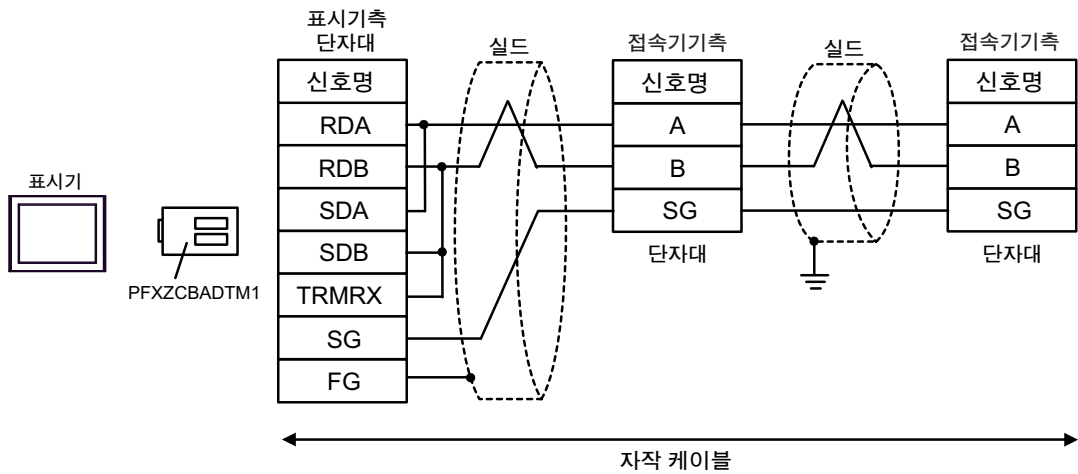 표시기
PFXZCBADTM1
표시기측
단자대
신호명
RDA
RDB
SDA
SDB
TRMRX
SG
FG
실드
접속기기측
신호명
A
B
SG
단자대
실드
접속기기측
신호명
A
B
SG
단자대
자작 케이블